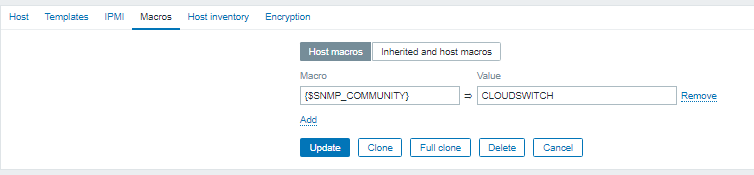 Host Templates IPMI Macros Host inventory Encryption
Host macros Inherited and host macros
Macro Value
{$SNMP_COMMUNITY} ⇒ CLOUDSWITCH Remove
Add
Update Clone Full clone Delete Cancel